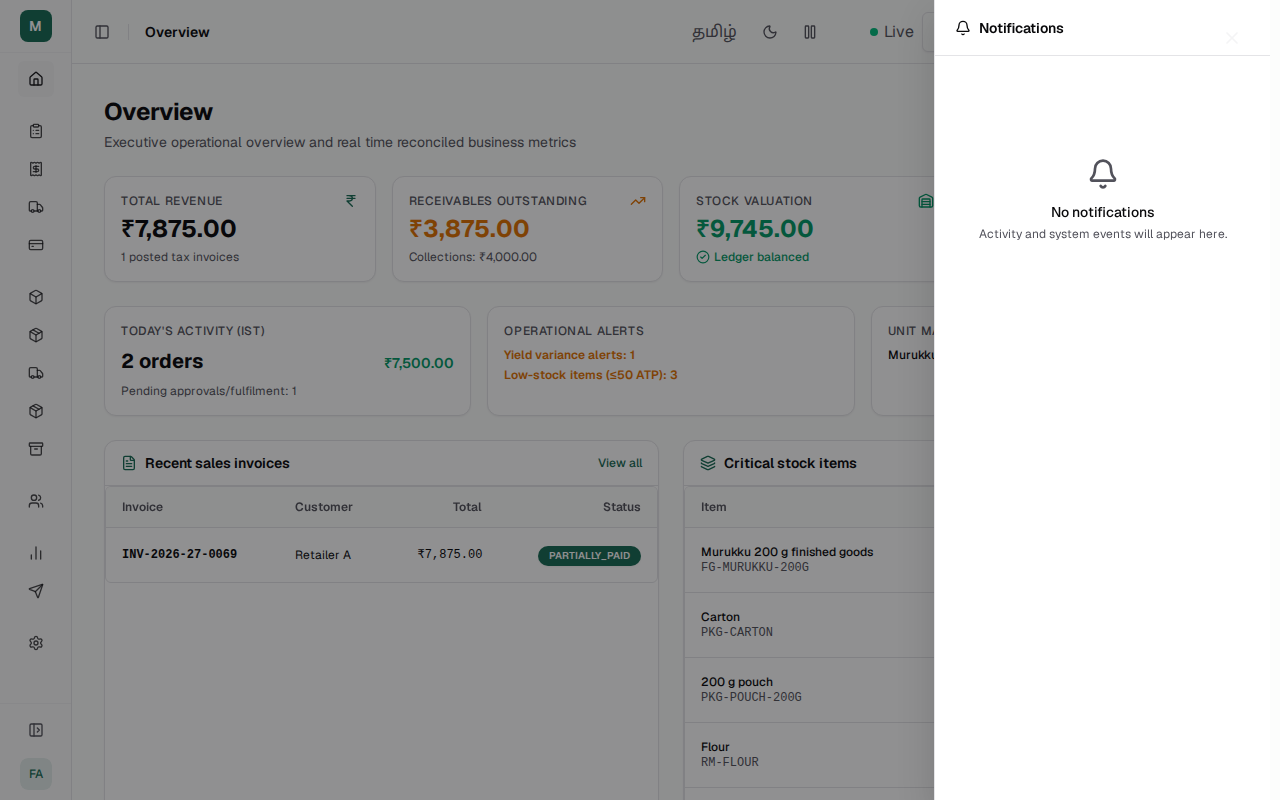 M
Overview
தமிழ்
Live
Notifications
Overview
Executive operational overview and real time reconciled business metrics
TOTAL REVENUE
₹
₹7,875.00
1 posted tax invoices
RECEIVABLES OUTSTANDING
₹3,875.00
Collections: ₹4,000.00
STOCK VALUATION
₹9,745.00
Ledger balanced
No notifications
Activity and system events will appear here.
TODAY'S ACTIVITY (IST)
2 orders
₹7,500.00
Pending approvals/fulfilment: 1
OPERATIONAL ALERTS
Yield variance alerts: 1
Low-stock items (≤50 ATP): 3
UNIT
Recent sales invoices
View all
Invoice Customer Total Status
INV-2026-27-0069 Retailer A ₹7,875.00 PARTIALLY_PAID
Critical stock items
Item
Murukku 200 g finished goods
FG-MURUKKU-200G
Carton
PKG-CARTON
200 g pouch
PKG-POUCH-200G
Flour
RM-FLOUR
FA